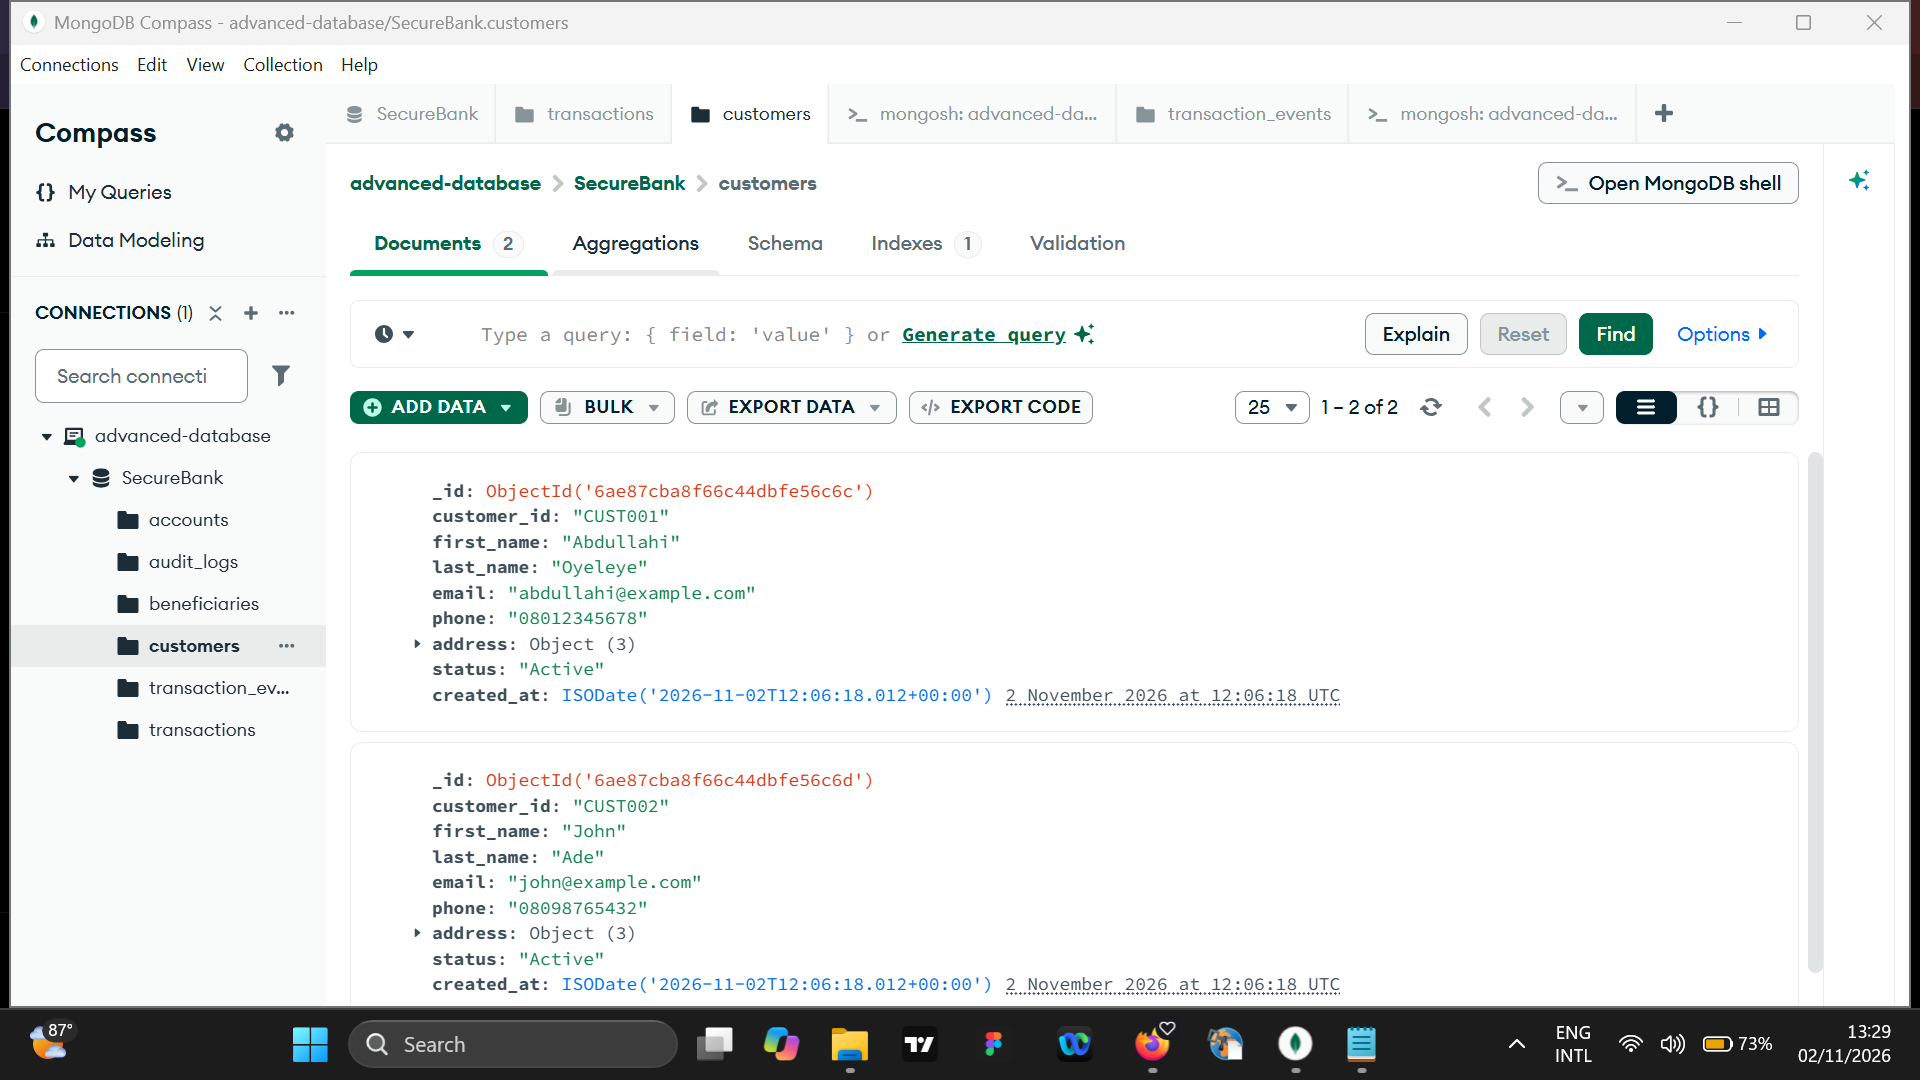 MongoDB Compass - advanced-database/SecureBank.customers
Connections Edit View Collection Help
Compass
My Queries
Data Modeling
CONNECTIONS (1)
Search connecti
advanced-database
SecureBank
accounts
audit_logs
beneficiaries
customers
transaction_ev...
transactions
SecureBank transactions customers mongosh: advanced-da... transaction_events mongosh: advanced-da...
advanced-database > SecureBank > customers
Open MongoDB shell
Documents 2 Aggregations Schema Indexes 1 Validation
Type a query: { field: 'value' } or Generate query
Explain Reset Find Options
ADD DATA BULK EXPORT DATA EXPORT CODE
25 1 – 2 of 2
_id: ObjectId('6ae87cba8f66c44dbfe56c6c')
customer_id: "CUST001"
first_name: "Abdullahi"
last_name: "Oyeleye"
email: "abdullahi@example.com"
phone: "08012345678"
address: Object (3)
status: "Active"
created_at: ISODate('2026-11-02T12:06:18.012+00:00') 2 November 2026 at 12:06:18 UTC
_id: ObjectId('6ae87cba8f66c44dbfe56c6d')
customer_id: "CUST002"
first_name: "John"
last_name: "Ade"
email: "john@example.com"
phone: "08098765432"
address: Object (3)
status: "Active"
created_at: ISODate('2026-11-02T12:06:18.012+00:00') 2 November 2026 at 12:06:18 UTC
87°
Search
ENG
INTL
73%
13:29
02/11/2026